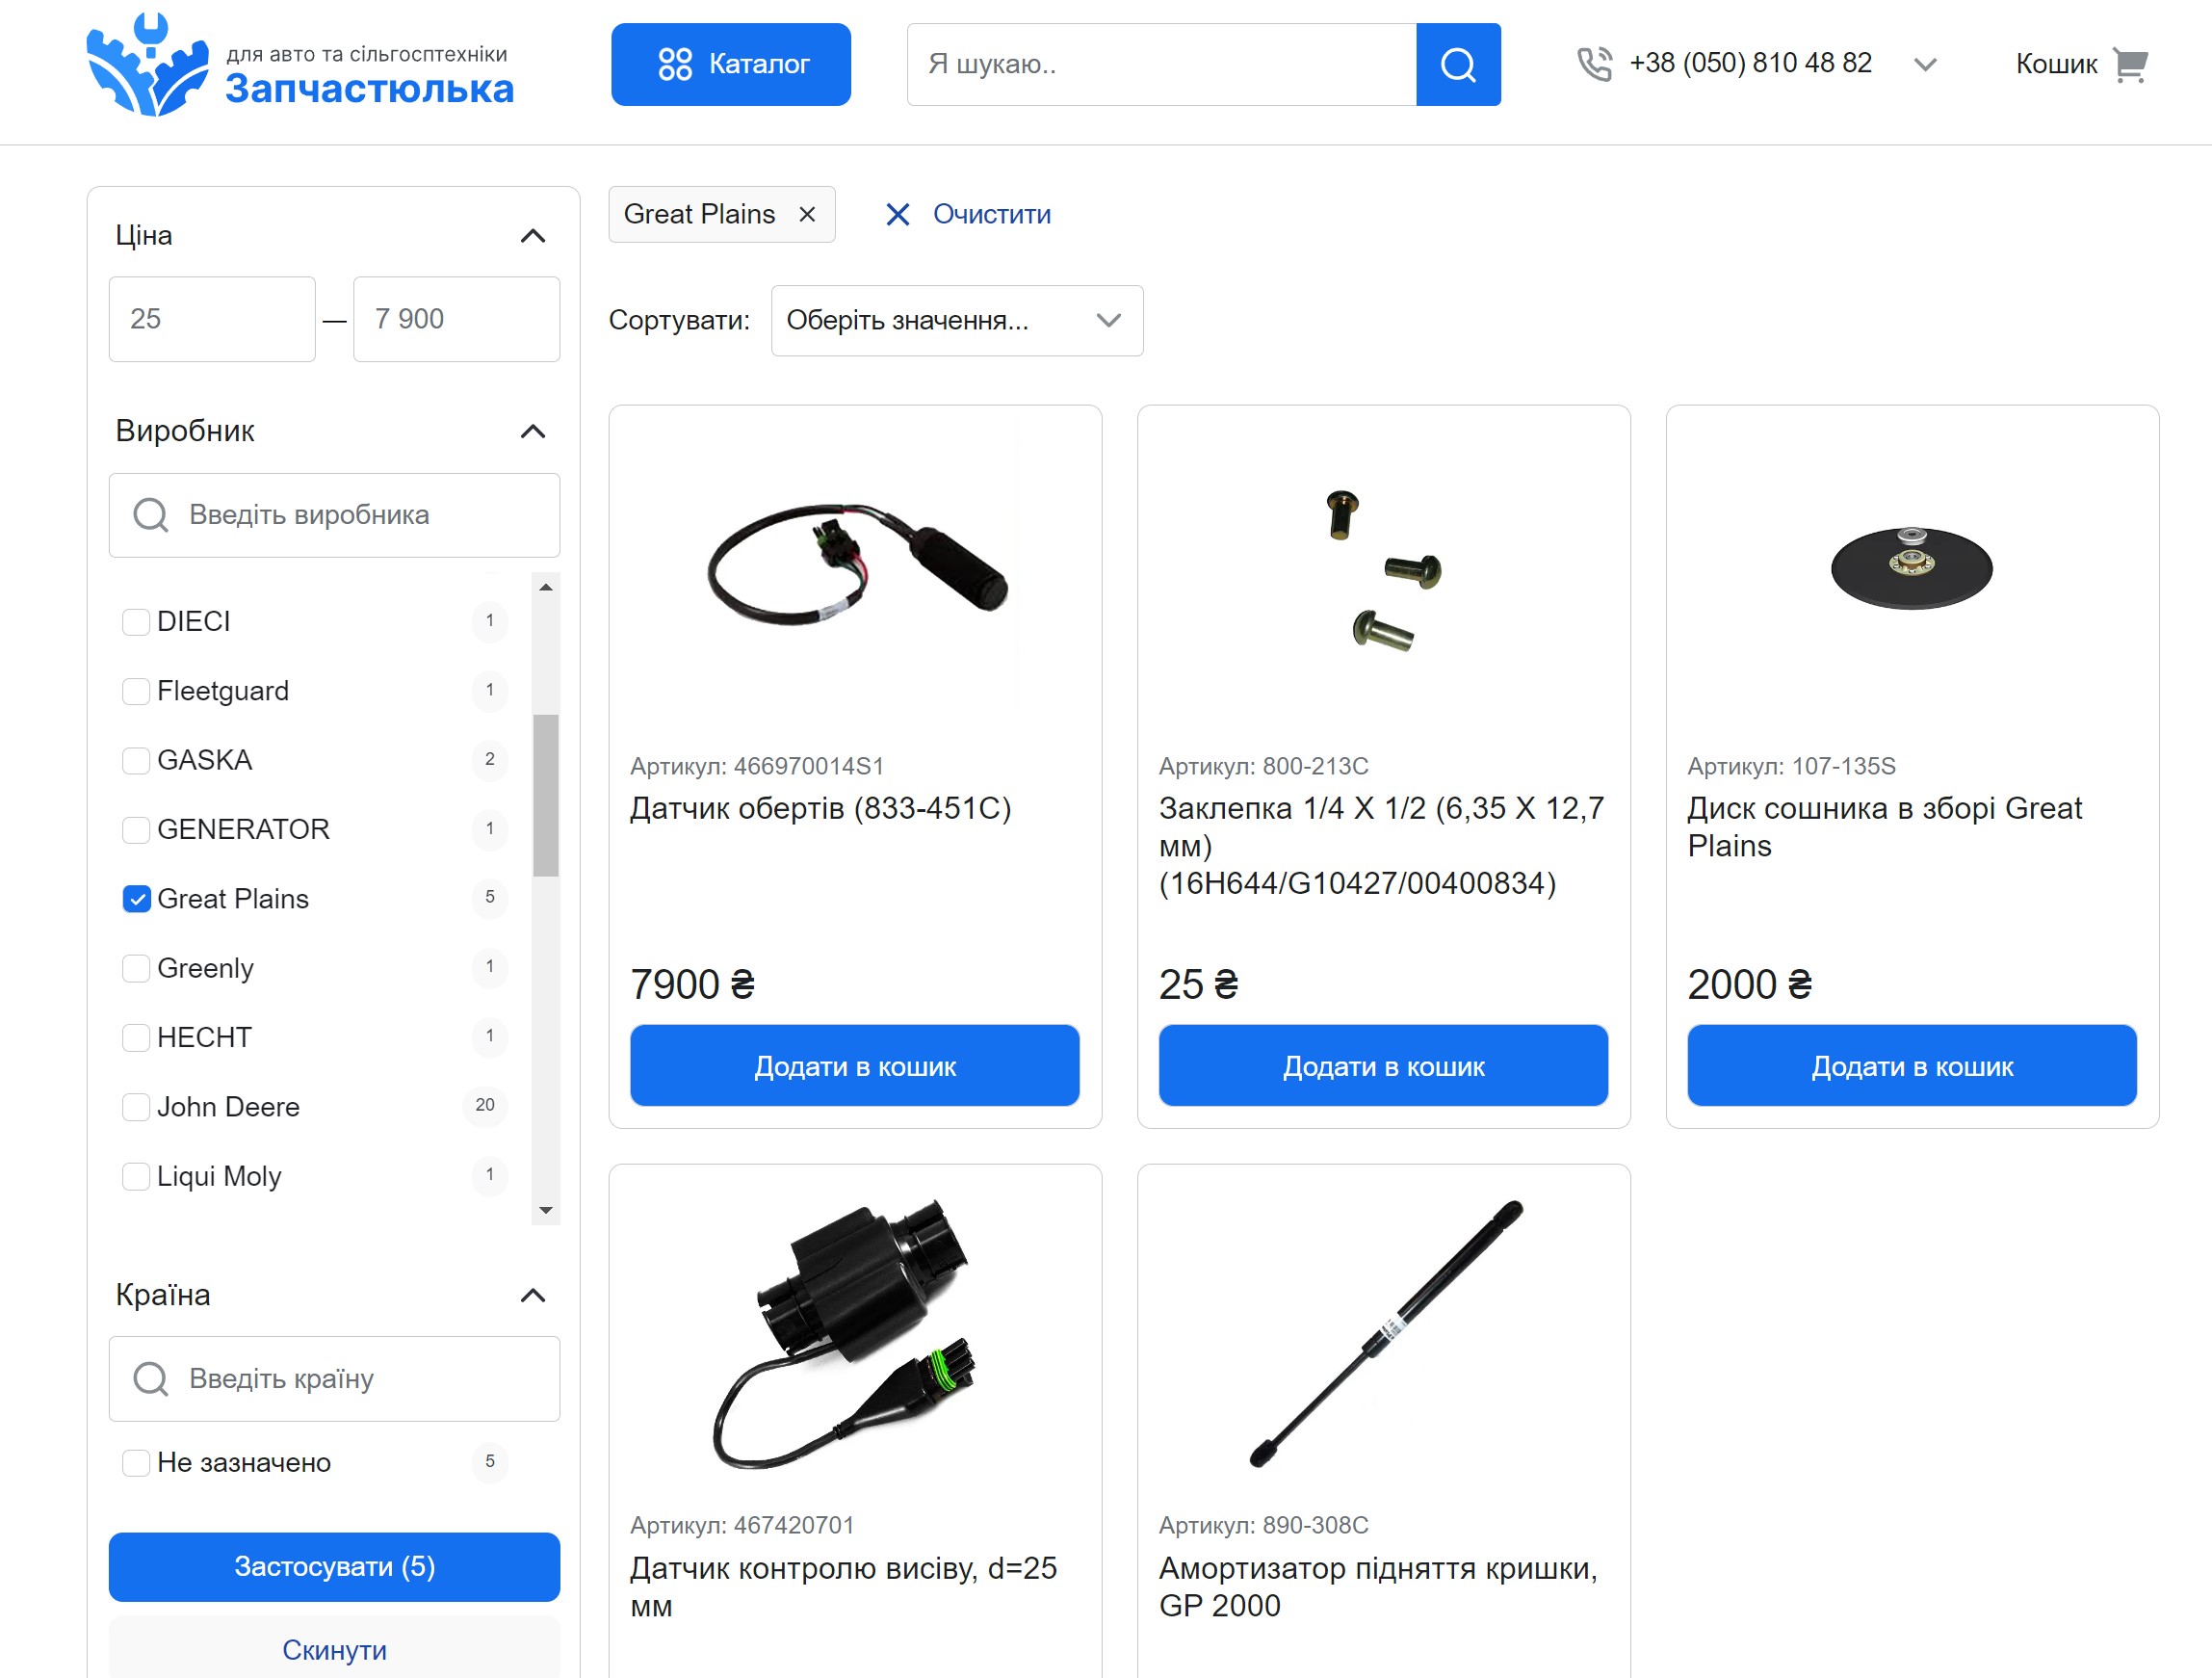 для авто та сільгосптехніки
Запчастюлька
Каталог
Я шукаю..
+38 (050) 810 48 82
Кошик
Ціна
25 — 7 900
Виробник
Введіть виробника
DIECI 1
Fleetguard 1
GASKA 2
GENERATOR 1
Great Plains 5
Greenly 1
HECHT 1
John Deere 20
Liqui Moly 1
Країна
Введіть країну
Не зазначено 5
Застосувати (5)
Скинути
Great Plains
Очистити
Сортувати: Оберіть значення...
Артикул: 466970014S1
Датчик обертів (833-451C)
7900 ₴
Додати в кошик
Артикул: 800-213C
Заклепка 1/4 X 1/2 (6,35 X 12,7
мм)
(16H644/G10427/00400834)
25 ₴
Додати в кошик
Артикул: 107-135S
Диск сошника в зборі Great
Plains
2000 ₴
Додати в кошик
Артикул: 467420701
Датчик контролю висіву, d=25
мм
Артикул: 890-308C
Амортизатор підняття кришки,
GP 2000